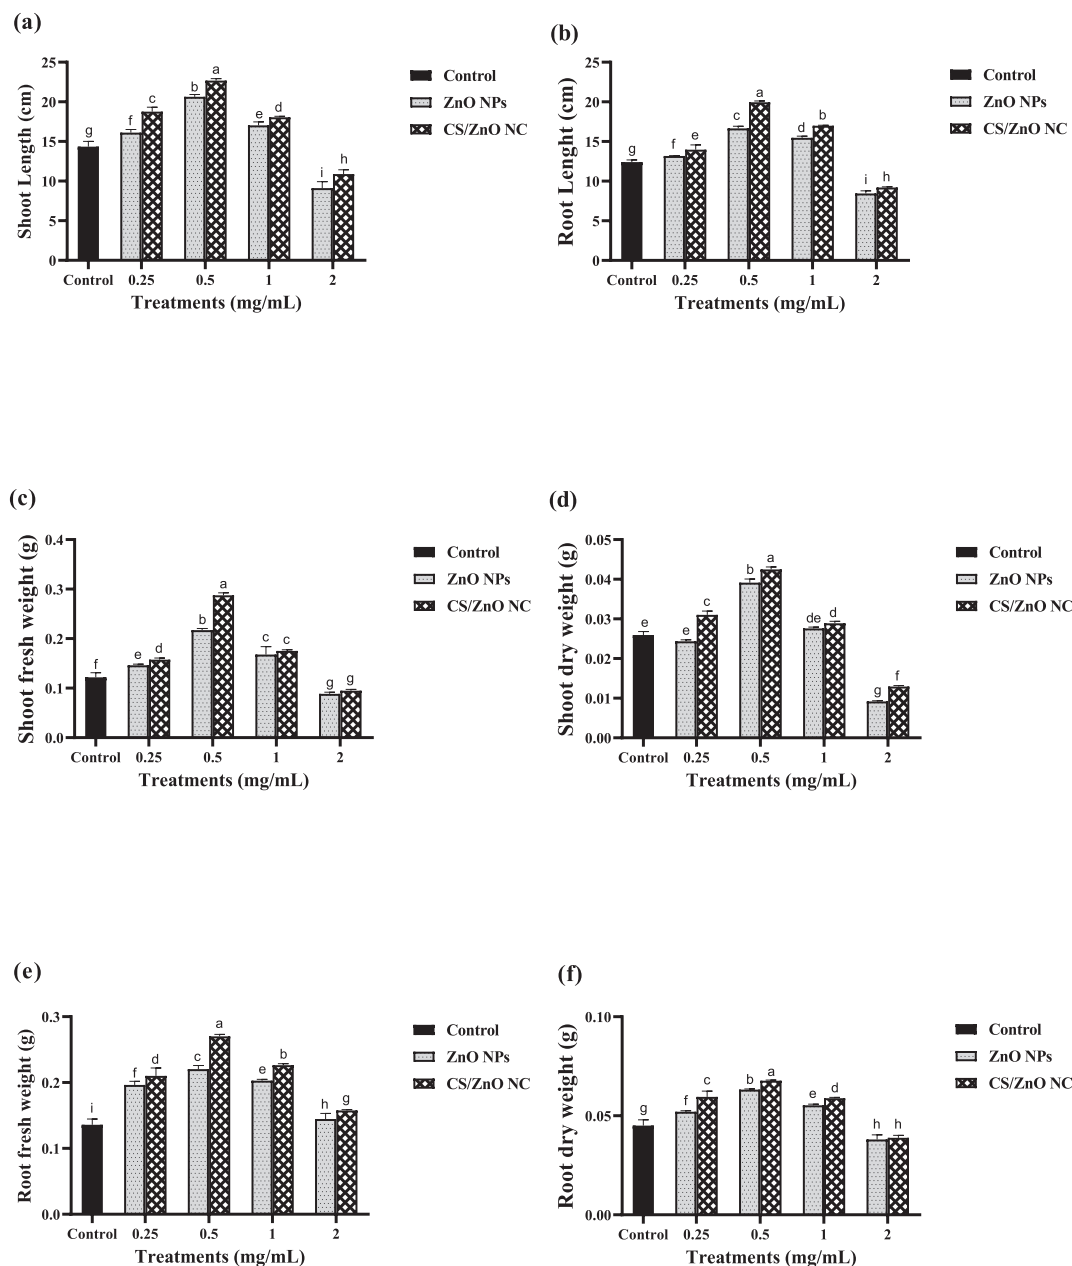 (a)
Shoot Length (cm)
25
20
15
10
5
0
g
f
c
b
a
e
d
i
h
Control
0.25
0.5
1
2
Treatments (mg/mL)
Control
ZnO NPs
CS/ZnO NC
(b)
Root Lenght (cm)
25
20
15
10
5
0
g
f
e
c
a
d
b
i
h
Control
0.25
0.5
1
2
Treatments (mg/mL)
Control
ZnO NPs
CS/ZnO NC
(c)
Shoot fresh weight (g)
0.4
0.3
0.2
0.1
0.0
f
e
d
b
a
c
c
g
g
Control
0.25
0.5
1
2
Treatments (mg/mL)
Control
ZnO NPs
CS/ZnO NC
(d)
Shoot dry weight (g)
0.05
0.04
0.03
0.02
0.01
0.00
e
e
c
b
a
de
d
g
f
Control
0.25
0.5
1
2
Treatments (mg/mL)
Control
ZnO NPs
CS/ZnO NC
(e)
Root fresh weight (g)
0.3
0.2
0.1
0.0
i
f
d
c
a
e
b
h
g
Control
0.25
0.5
1
2
Treatments (mg/mL)
Control
ZnO NPs
CS/ZnO NC
(f)
Root dry weight (g)
0.10
0.05
0.00
g
f
c
b
a
e
d
h
h
Control
0.25
0.5
1
2
Treatments (mg/mL)
Control
ZnO NPs
CS/ZnO NC